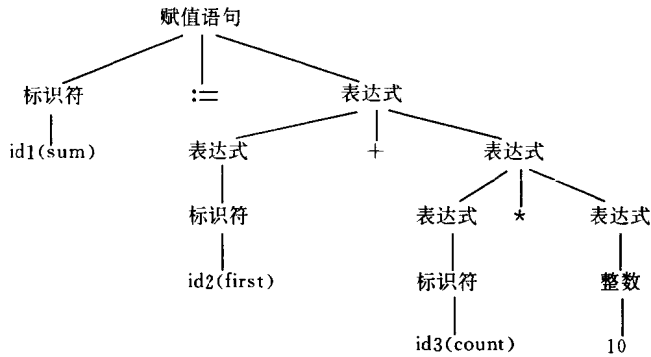 赋值语句
标识符 := 表达式
id1(sum) 表达式 + 表达式
标识符 表达式 * 表达式
id2(first) 标识符 整数
id3(count) 10